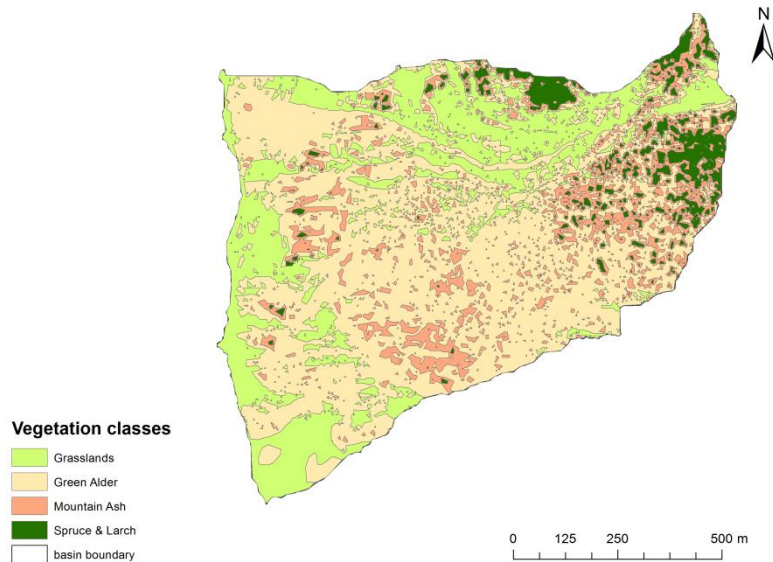 N
Vegetation classes
Grasslands
Green Alder
Mountain Ash
Spruce & Larch
basin boundary
0 125 250 500 m